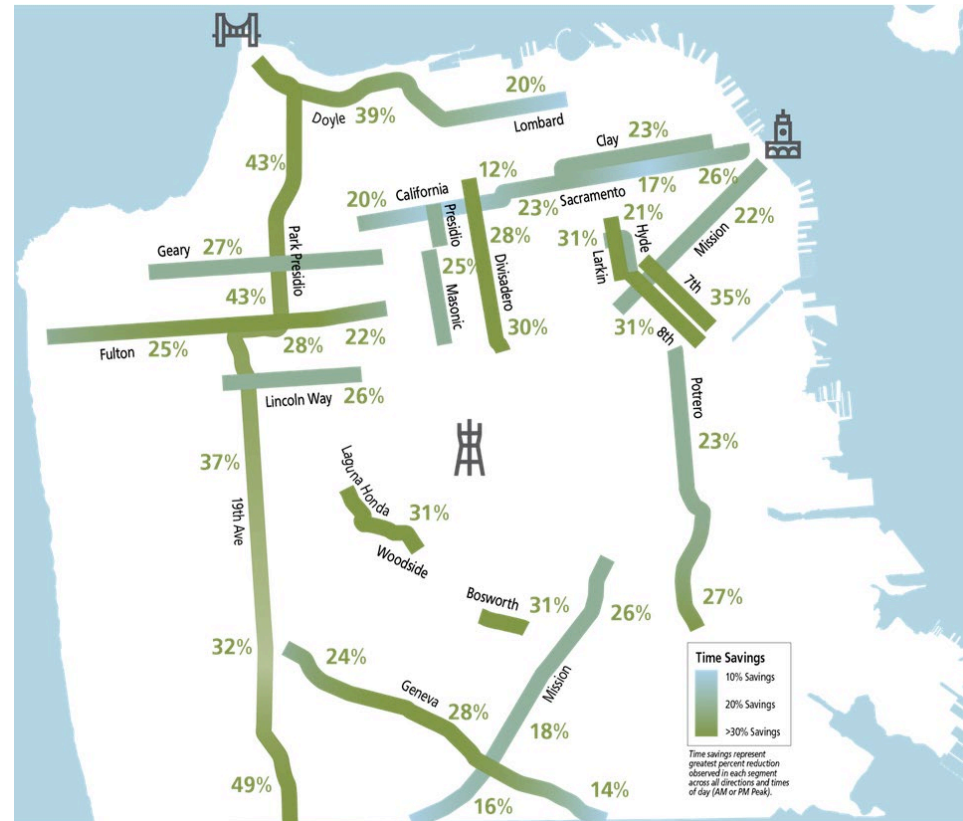 20%
Doyle 39%
Lombard
43%
Clay
23%
12%
California
20%
Sacramento
17%
26%
23%
Presidio
21%
22%
Mission
Hyde
31%
Larkin
28%
Divisadero
Geary
27%
Park Presidio
25%
Masonic
7th
35%
43%
30%
31%
8th
22%
28%
Fulton
25%
26%
Lincoln Way
Potrero
23%
37%
19th Ave
Laguna Honda
31%
Woodside
Bosworth
31%
26%
27%
32%
24%
Geneva
28%
Mission
18%
49%
16%
14%
Time Savings
10% Savings
20% Savings
>30% Savings
Time savings represent
greatest percent reduction
observed in each segment
across all directions and times
of day (AM or PM Peak).